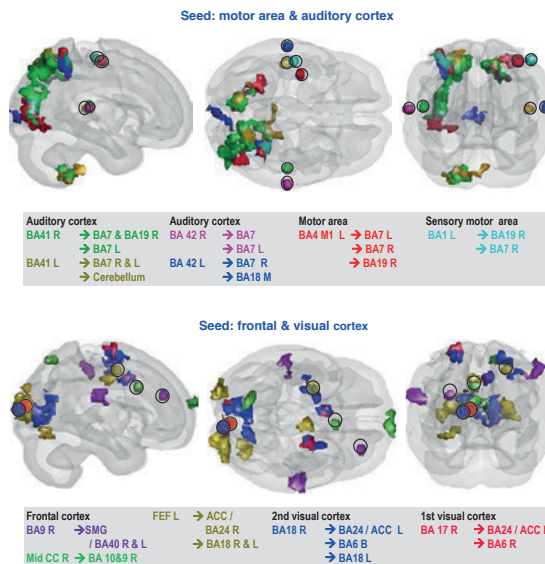 Seed: motor area & auditory cortex
Auditory cortex
BA41 R → BA7 & BA19 R
→ BA7 L
BA41 L → BA7 R & L
→ Cerebellum
Auditory cortex
BA 42 R → BA7
→ BA7 L
BA 42 L → BA7 R
→ BA18 M
Motor area
BA4 M1 L → BA7 L
→ BA7 R
→ BA19 R
Sensory motor area
BA1 L → BA19 R
→ BA7 R
Seed: frontal & visual cortex
Frontal cortex
BA9 R →SMG
/ BA40 R & L
Mid CC R → BA 10&9 R
FEF L → ACC /
BA24 R
→ BA18 R & L
2nd visual cortex
BA18 R → BA24 / ACC L
→ BA6 B
→ BA18 L
1st visual cortex
BA 17 R → BA24 / ACC
→ BA6 R